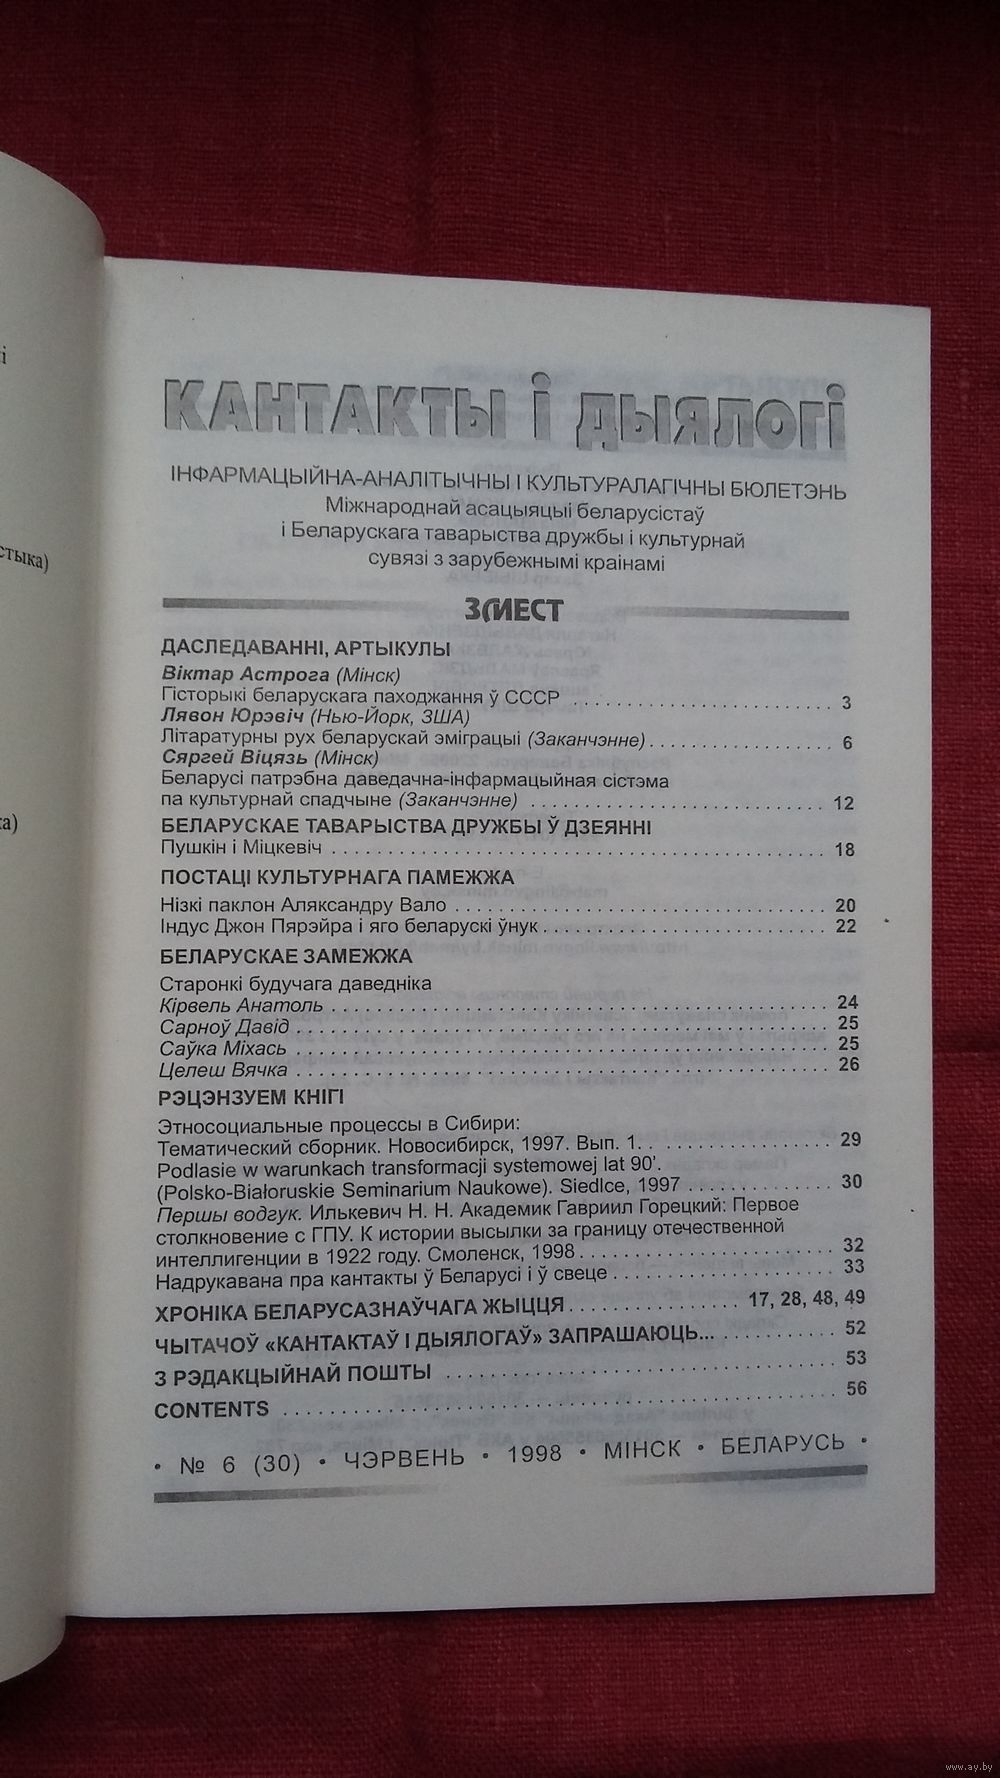 і
стыка)
ка)
КАНТАКТЫ І ДЫЯЛОГІ
ІНФАРМАЦЫЙНА-АНАЛІТЫЧНЫ І КУЛЬТУРАЛАГІЧНЫ БЮЛЕТЭНЬ
Міжнароднай асацыяцыі беларусістаў
і Беларускага таварыства дружбы і культурнай
сувязі з зарубежнымі краінамі
ЗМЕСТ
ДАСЛЕДАВАННІ, АРТЫКУЛЫ
Віктар Астрога (Мінск)
Гісторыкі беларускага паходжання ў СССР . . . . . . . . . . . . . . . . . . . . . . . . . 3
Лявон Юрэвіч (Нью-Йорк, ЗША)
Літаратурны рух беларускай эміграцыі (Заканчэнне). . . . . . . . . . . . . . . . . . 6
Сяргей Віцязь (Мінск)
Беларусі патрэбна даведачна-інфармацыйная сістэма
па культурнай спадчыне (Заканчэнне) . . . . . . . . . . . . . . . . . . . . . . . . . . . 12
БЕЛАРУСКАЕ ТАВАРЫСТВА ДРУЖБЫ Ў ДЗЕЯННІ
Пушкін і Міцкевіч . . . . . . . . . . . . . . . . . . . . . . . . . . . . . . . . . . . . . . . . . . 18
ПОСТАЦІ КУЛЬТУРНАГА ПАМЕЖЖА
Нізкі паклон Аляксандру Вало . . . . . . . . . . . . . . . . . . . . . . . . . . . . . . . . 20
Індус Джон Пярэйра і яго беларускі ўнук . . . . . . . . . . . . . . . . . . . . . . . . . 22
БЕЛАРУСКАЕ ЗАМЕЖЖА
Старонкі будучага даведніка
Кірвель Анатоль . . . . . . . . . . . . . . . . . . . . . . . . . . . . . . . . . . . . . . . . . . 24
Сарноў Давід . . . . . . . . . . . . . . . . . . . . . . . . . . . . . . . . . . . . . . . . . . . . . 25
Саўка Міхась . . . . . . . . . . . . . . . . . . . . . . . . . . . . . . . . . . . . . . . . . . . . . 25
Целеш Вячка . . . . . . . . . . . . . . . . . . . . . . . . . . . . . . . . . . . . . . . . . . . . . 26
РЭЦЭНЗУЕМ КНІГІ
Этносоциальные процессы в Сибири:
Тематический сборник. Новосибирск, 1997. Вып. 1. . . . . . . . . . . . . . . . . . 29
Podlasie w warunkach transformacji systemowej lat 90'.
(Polsko-Białoruskie Seminarium Naukowe). Siedlce, 1997 . . . . . . . . . . . . . . 30
Першы водгук. Илькевич Н. Н. Академик Гавриил Горецкий: Первое
столкновение с ГПУ. К истории высылки за границу отечественной
интеллигенции в 1922 году. Смоленск, 1998 . . . . . . . . . . . . . . . . . . . . . . . 32
Надрукавана пра кантакты ў Беларусі і ў свеце . . . . . . . . . . . . . . . . . . . . 33
ХРОНІКА БЕЛАРУСАЗНАЎЧАГА ЖЫЦЦЯ . . . . . . . . . . . . . . . . 17, 28, 48, 49
ЧЫТАЧОЎ «КАНТАКТАЎ І ДЫЯЛОГАЎ» ЗАПРАШАЮЦЬ... . . . . . . . . . . . 52
З РЭДАКЦЫЙНАЙ ПОШТЫ . . . . . . . . . . . . . . . . . . . . . . . . . . . . . . . . . 53
CONTENTS . . . . . . . . . . . . . . . . . . . . . . . . . . . . . . . . . . . . . . . . . . . . . . 56
• № 6 (30) • ЧЭРВЕНЬ • 1998 • МІНСК • БЕЛАРУСЬ •
www.ay.by